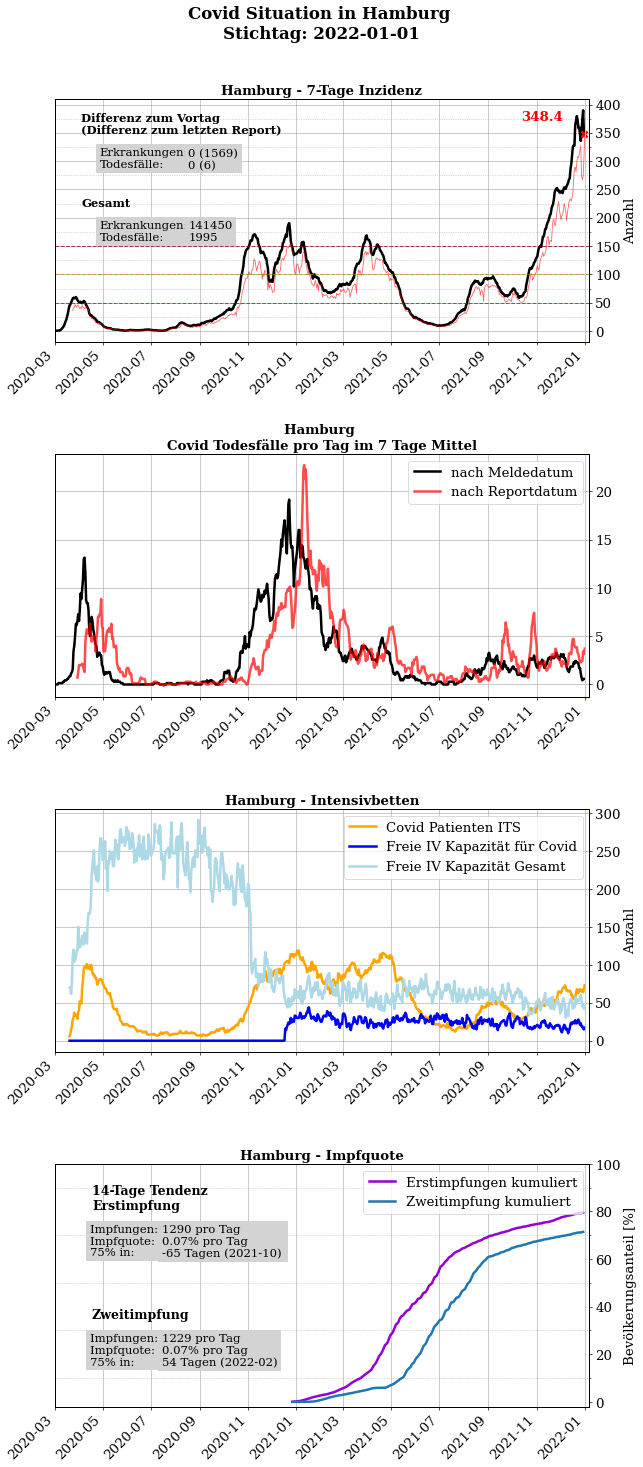 Covid Situation in Hamburg
Stichtag: 2022-01-01
Hamburg - 7-Tage Inzidenz
Differenz zum Vortag
(Differenz zum letzten Report)
Erkrankungen 0 (1569)
Todesfälle: 0 (6)
Gesamt
Erkrankungen 141450
Todesfälle: 1995
348.4
400
350
300
250
200
150
100
50
0
Anzahl
2020-03 2020-05 2020-07 2020-09 2020-11 2021-01 2021-03 2021-05 2021-07 2021-09 2021-11 2022-01
Hamburg
Covid Todesfälle pro Tag im 7 Tage Mittel
nach Meldedatum
nach Reportdatum
20
15
10
5
0
2020-03 2020-05 2020-07 2020-09 2020-11 2021-01 2021-03 2021-05 2021-07 2021-09 2021-11 2022-01
Hamburg - Intensivbetten
Covid Patienten ITS
Freie IV Kapazität für Covid
Freie IV Kapazität Gesamt
300
250
200
150
100
50
0
Anzahl
2020-03 2020-05 2020-07 2020-09 2020-11 2021-01 2021-03 2021-05 2021-07 2021-09 2021-11 2022-01
Hamburg - Impfquote
14-Tage Tendenz
Erstimpfung
Impfungen: 1290 pro Tag
Impfquote: 0.07% pro Tag
75% in: -65 Tagen (2021-10)
Zweitimpfung
Impfungen: 1229 pro Tag
Impfquote: 0.07% pro Tag
75% in: 54 Tagen (2022-02)
Erstimpfungen kumuliert
Zweitimpfung kumuliert
100
80
60
40
20
0
Bevölkerungsanteil [%]
2020-03 2020-05 2020-07 2020-09 2020-11 2021-01 2021-03 2021-05 2021-07 2021-09 2021-11 2022-01